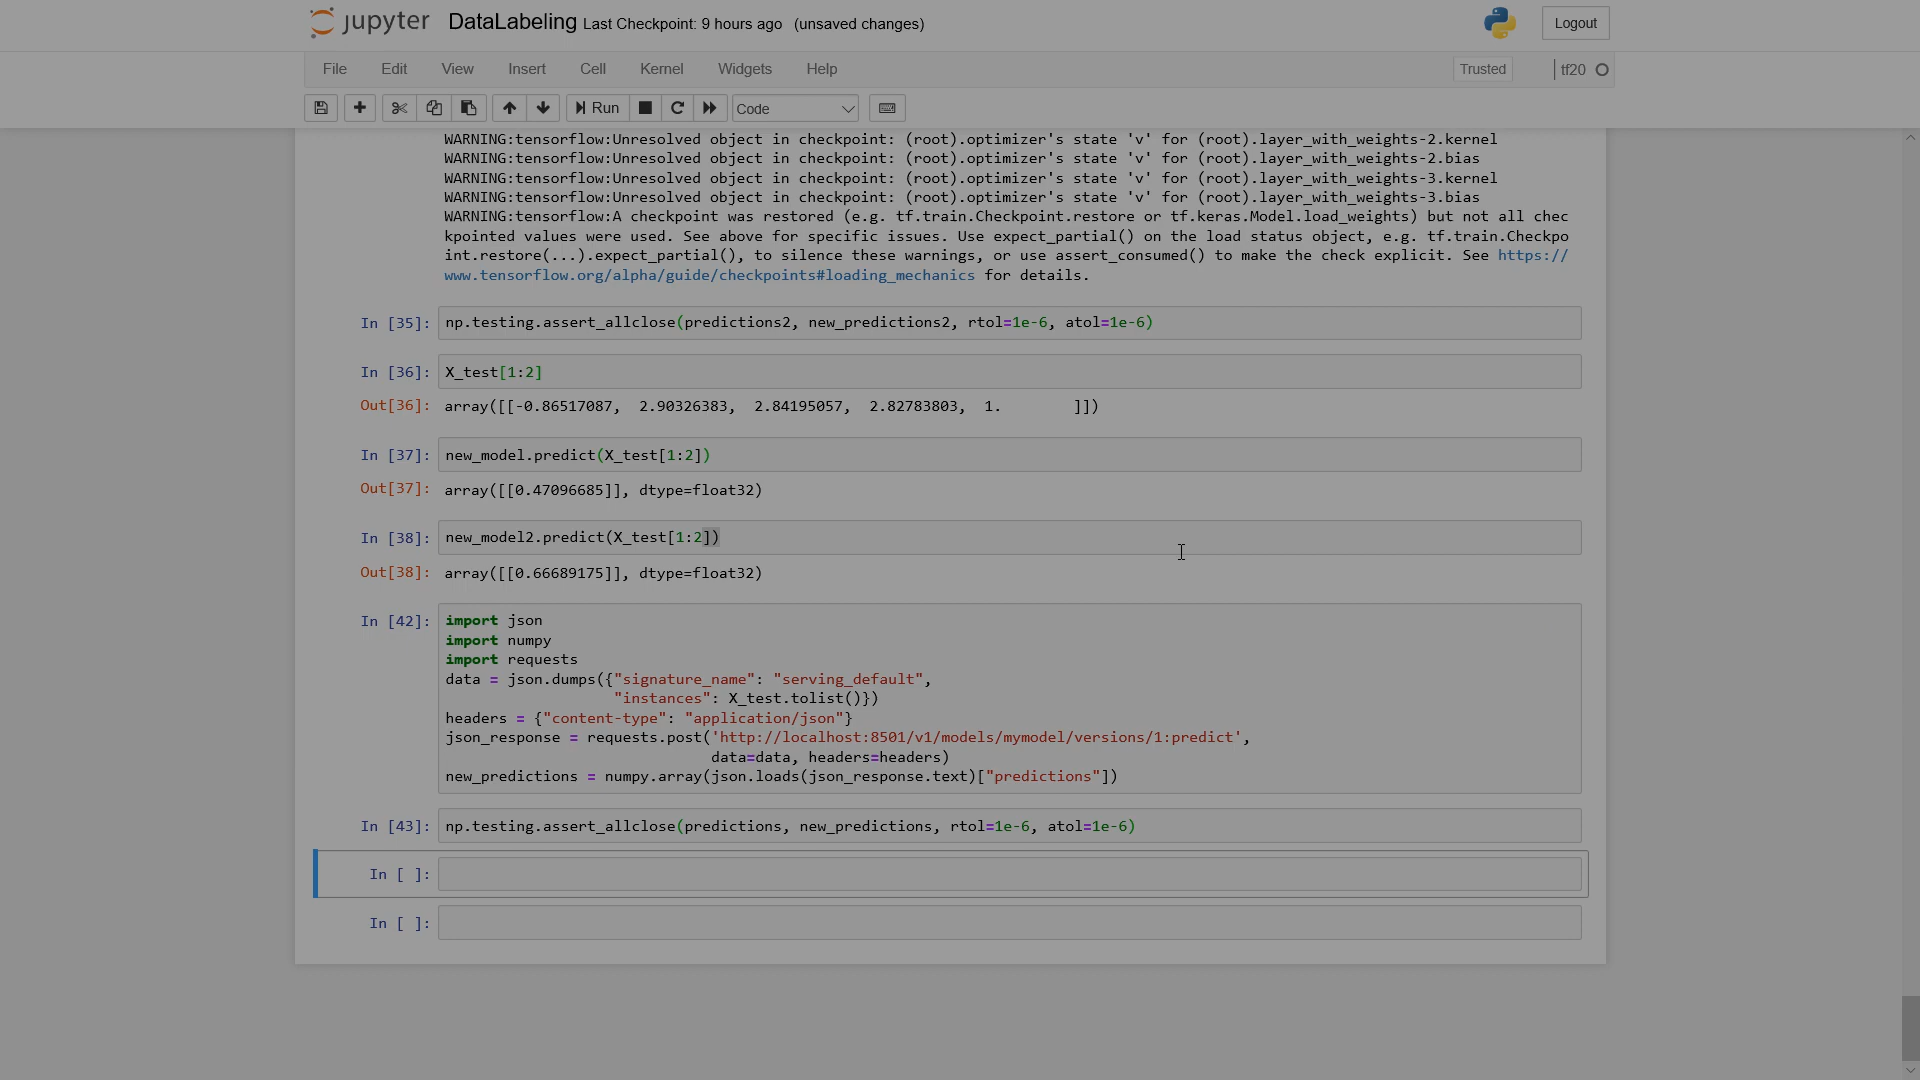 jupyter DataLabeling Last Checkpoint: 9 hours ago (unsaved changes) Logout
File Edit View Insert Cell Kernel Widgets Help Trusted tf20
Run Code
WARNING:tensorflow:Unresolved object in checkpoint: (root).optimizer's state 'v' for (root).layer_with_weights-2.kernel
WARNING:tensorflow:Unresolved object in checkpoint: (root).optimizer's state 'v' for (root).layer_with_weights-2.bias
WARNING:tensorflow:Unresolved object in checkpoint: (root).optimizer's state 'v' for (root).layer_with_weights-3.kernel
WARNING:tensorflow:Unresolved object in checkpoint: (root).optimizer's state 'v' for (root).layer_with_weights-3.bias
WARNING:tensorflow:A checkpoint was restored (e.g. tf.train.Checkpoint.restore or tf.keras.Model.load_weights) but not all chec
kpointed values were used. See above for specific issues. Use expect_partial() on the load status object, e.g. tf.train.Checkpo
int.restore(...).expect_partial(), to silence these warnings, or use assert_consumed() to make the check explicit. See https://
www.tensorflow.org/alpha/guide/checkpoints#loading_mechanics for details.
In [35]: np.testing.assert_allclose(predictions2, new_predictions2, rtol=1e-6, atol=1e-6)
In [36]: X_test[1:2]
Out[36]: array([[-0.86517087, 2.90326383, 2.84195057, 2.82783803, 1. ]])
In [37]: new_model.predict(X_test[1:2])
Out[37]: array([[0.47096685]], dtype=float32)
In [38]: new_model2.predict(X_test[1:2])
Out[38]: array([[0.66689175]], dtype=float32)
In [42]: import json
import numpy
import requests
data = json.dumps({"signature_name": "serving_default",
"instances": X_test.tolist()})
headers = {"content-type": "application/json"}
json_response = requests.post('http://localhost:8501/v1/models/mymodel/versions/1:predict',
data=data, headers=headers)
new_predictions = numpy.array(json.loads(json_response.text)["predictions"])
In [43]: np.testing.assert_allclose(predictions, new_predictions, rtol=1e-6, atol=1e-6)
In [ ]:
In [ ]: